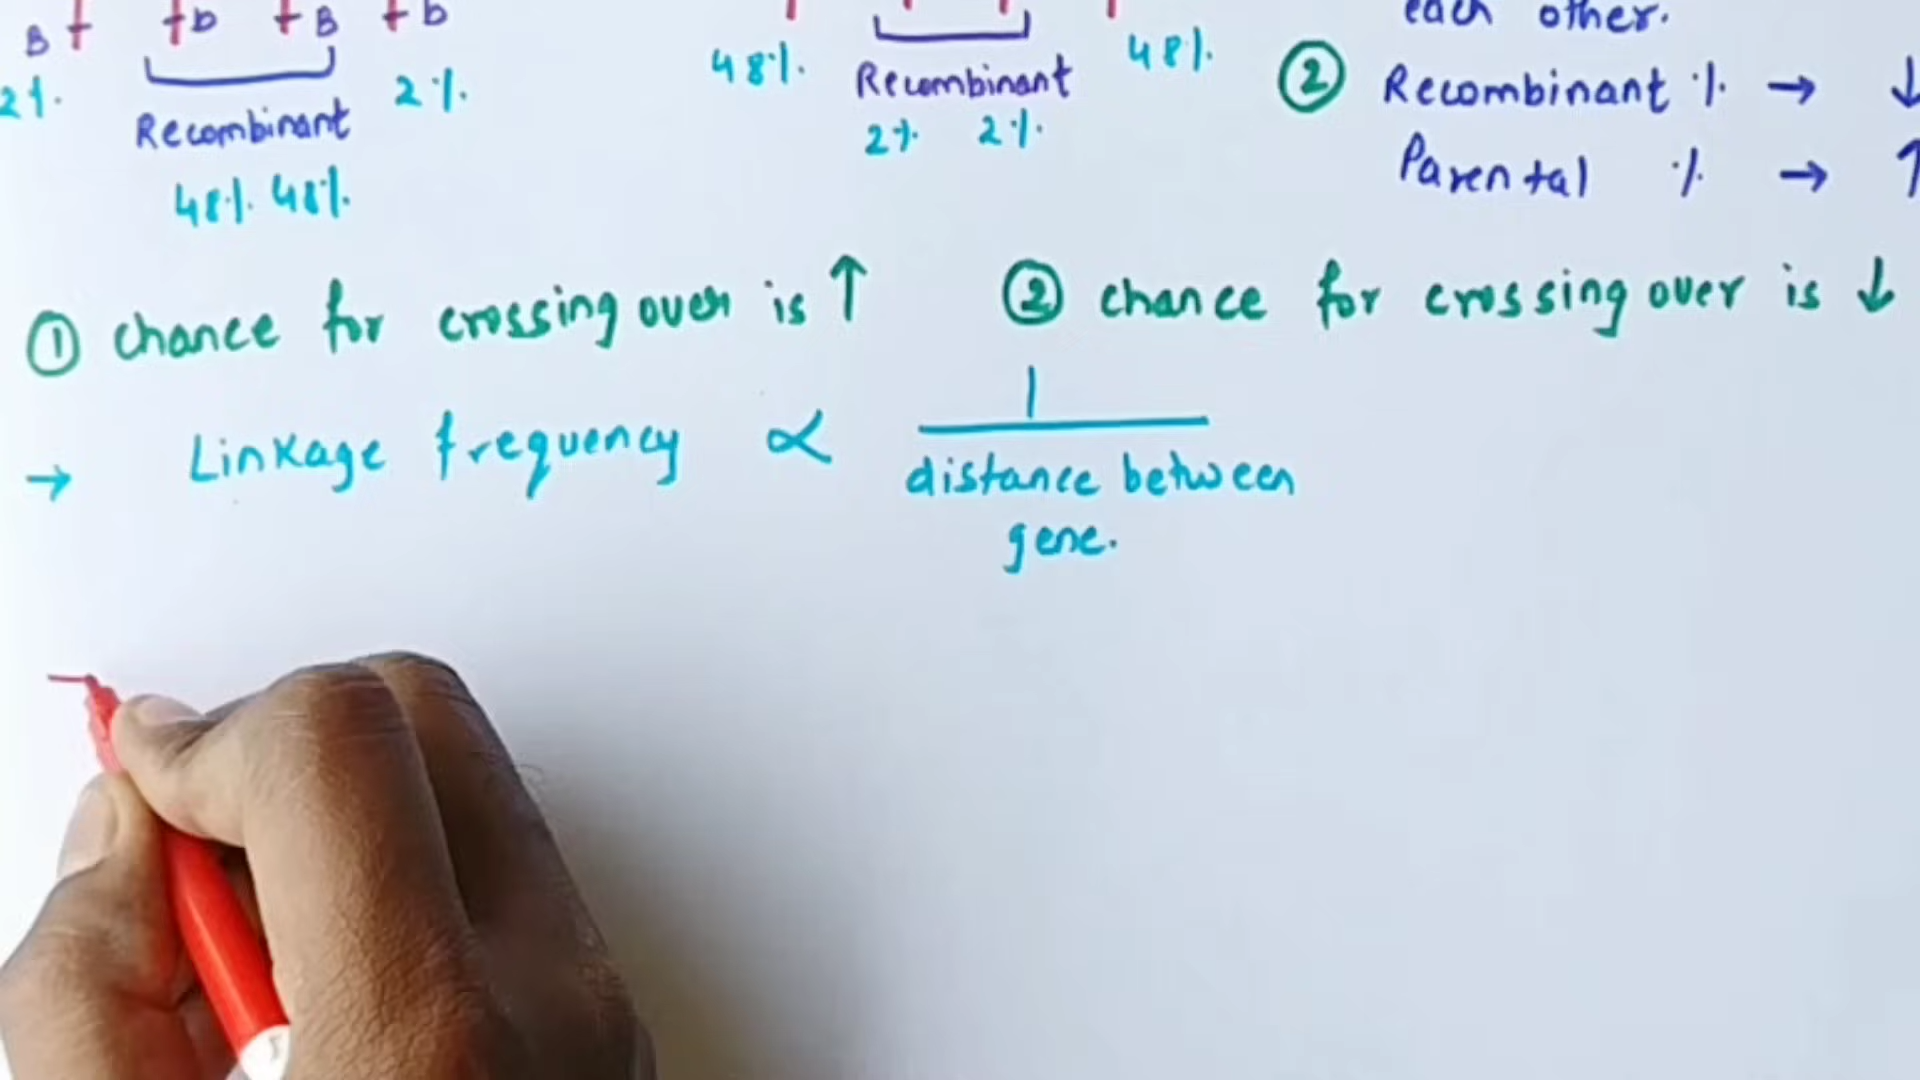 B b B b
2%. 2%.
Recombinant
48%. 48%.
48%. 48%.
Recombinant
2%. 2%.
each other.
② Recombinant % → ↓
Parental % → ↑
① chance for crossing over is ↑
② chance for crossing over is ↓
→ Linkage frequency ∝ 1
distance between
gene.